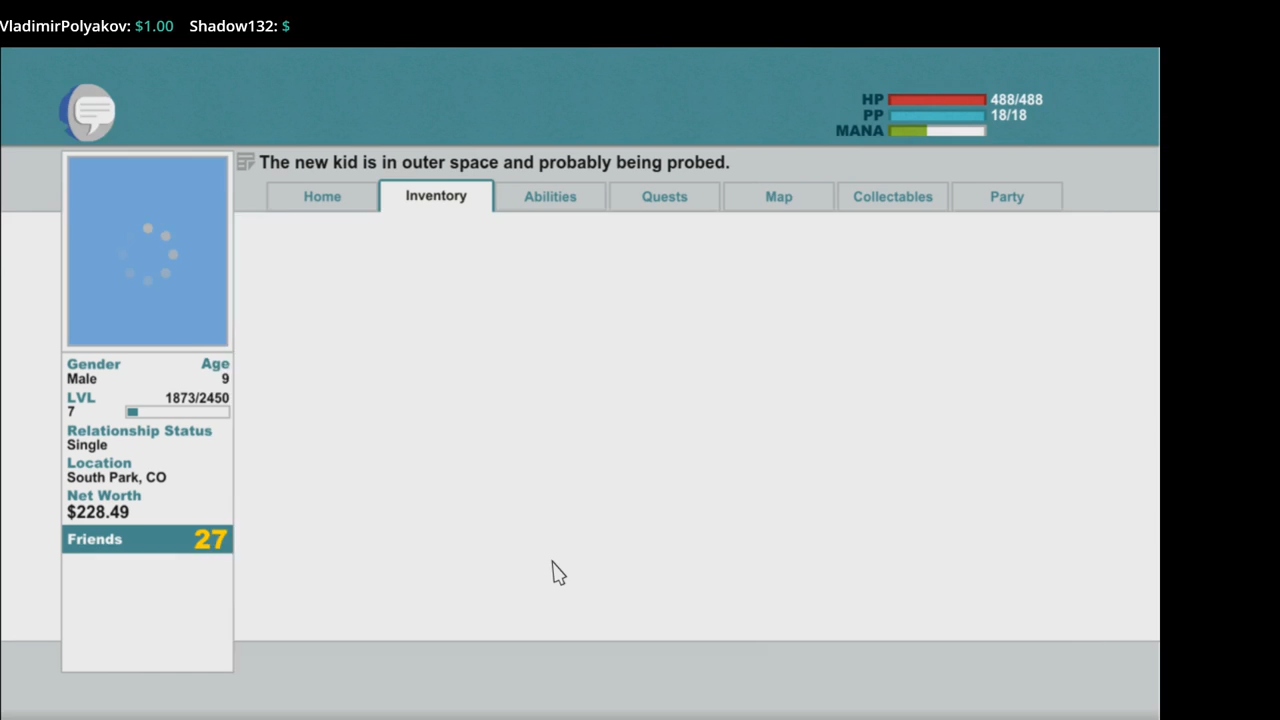 VladimirPolyakov: $1.00 Shadow132: $
HP 488/488
PP 18/18
MANA
The new kid is in outer space and probably being probed.
Home Inventory Abilities Quests Map Collectables Party
Gender Age
Male 9
LVL 1873/2450
7
Relationship Status
Single
Location
South Park, CO
Net Worth
$228.49
Friends 27